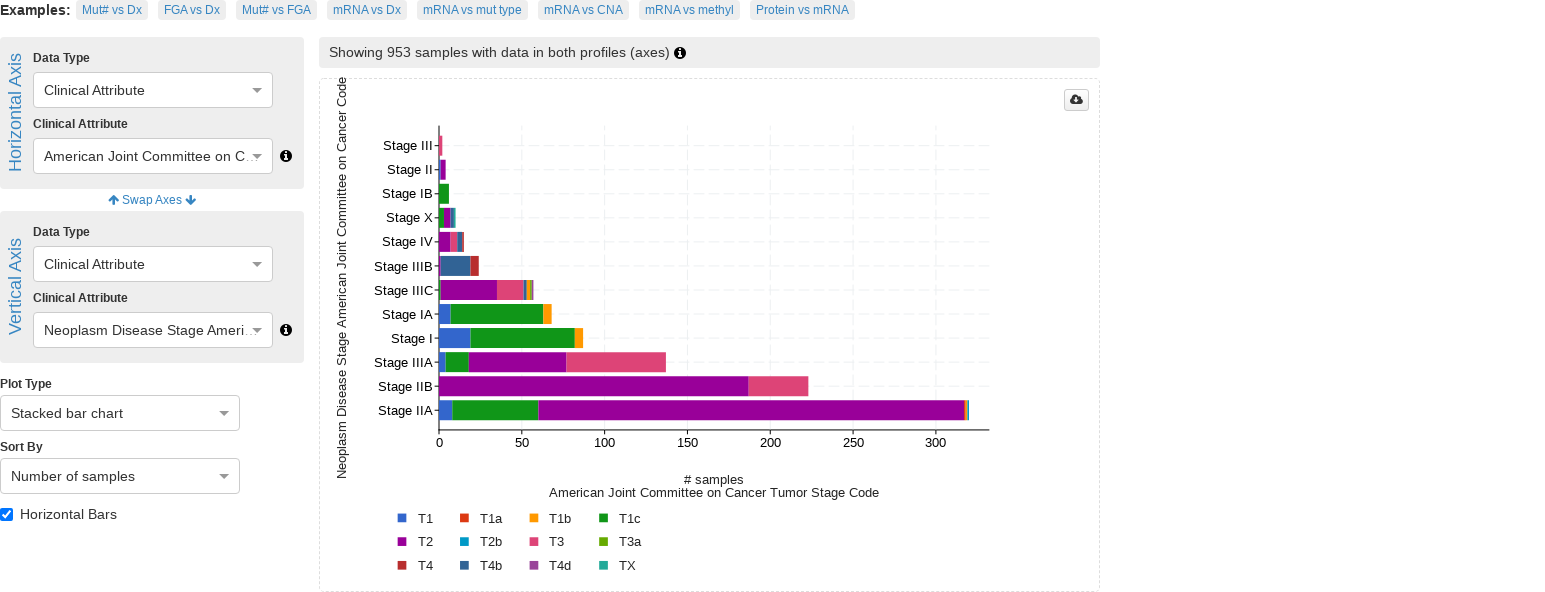 Examples: Mut# vs Dx FGA vs Dx Mut# vs FGA mRNA vs Dx mRNA vs mut type mRNA vs CNA mRNA vs methyl Protein vs mRNA
Horizontal Axis
Data Type
Clinical Attribute
Clinical Attribute
American Joint Committee on C...
Swap Axes
Vertical Axis
Data Type
Clinical Attribute
Clinical Attribute
Neoplasm Disease Stage Ameri...
Plot Type
Stacked bar chart
Sort By
Number of samples
Horizontal Bars
Showing 953 samples with data in both profiles (axes)
Neoplasm Disease Stage American Joint Committee on Cancer Code
Stage III
Stage II
Stage IB
Stage X
Stage IV
Stage IIIB
Stage IIIC
Stage IA
Stage I
Stage IIIA
Stage IIB
Stage IIA
0 50 100 150 200 250 300
# samples
American Joint Committee on Cancer Tumor Stage Code
T1 T1a T1b T1c
T2 T2b T3 T3a
T4 T4b T4d TX